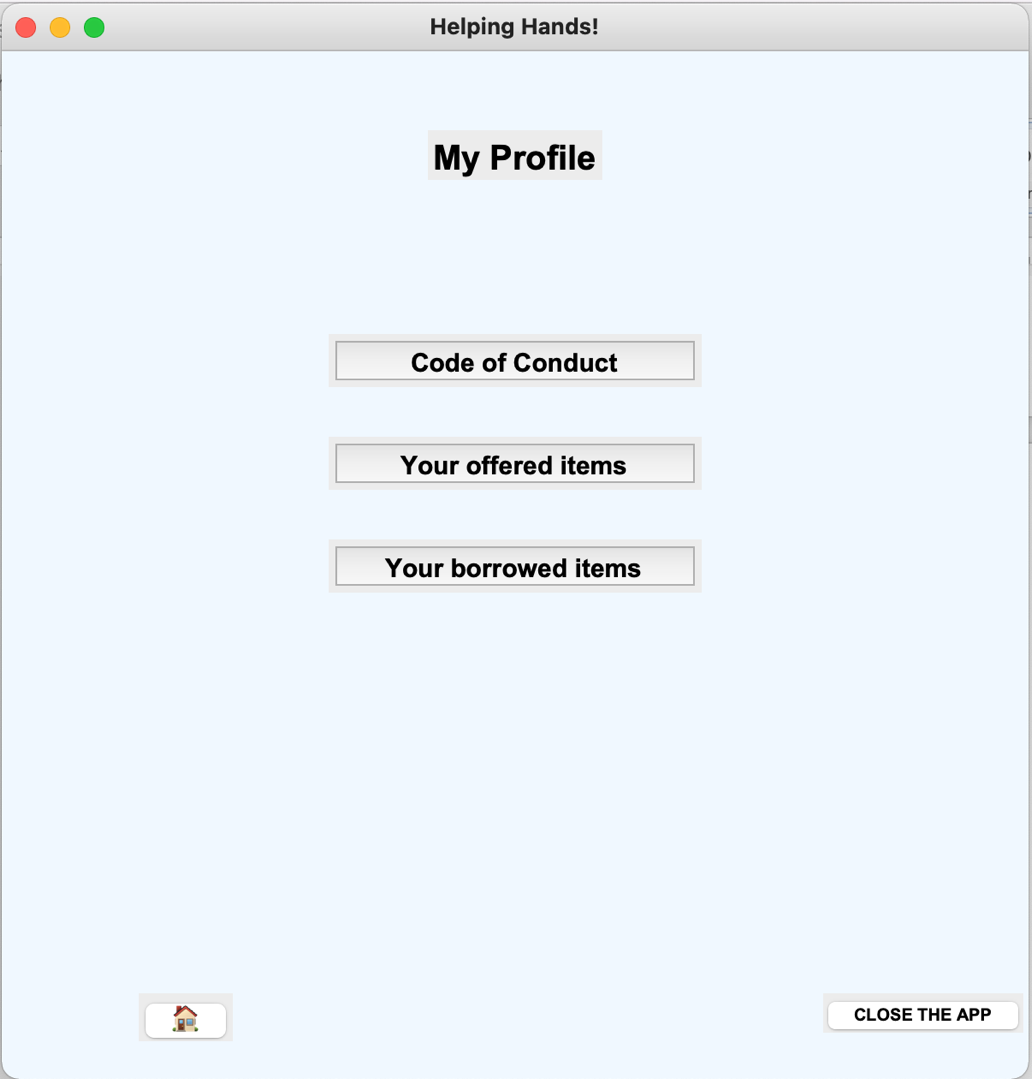 Helping Hands!
My Profile
Code of Conduct
Your offered items
Your borrowed items
CLOSE THE APP